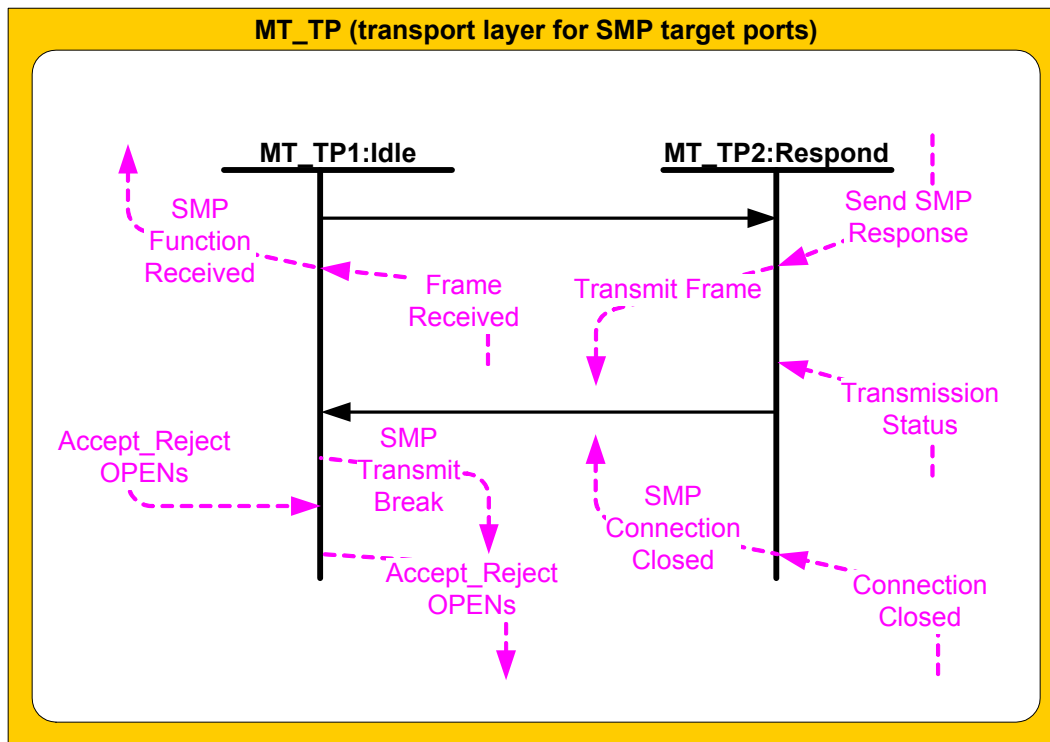 MT_TP (transport layer for SMP target ports)
MT_TP1:Idle
MT_TP2:Respond
SMP
Function
Received
Frame
Received
Send SMP
Response
Transmit Frame
Transmission
Status
Accept_Reject
OPENs
SMP
Transmit
Break
Accept_Reject
OPENs
SMP
Connection
Closed
Connection
Closed